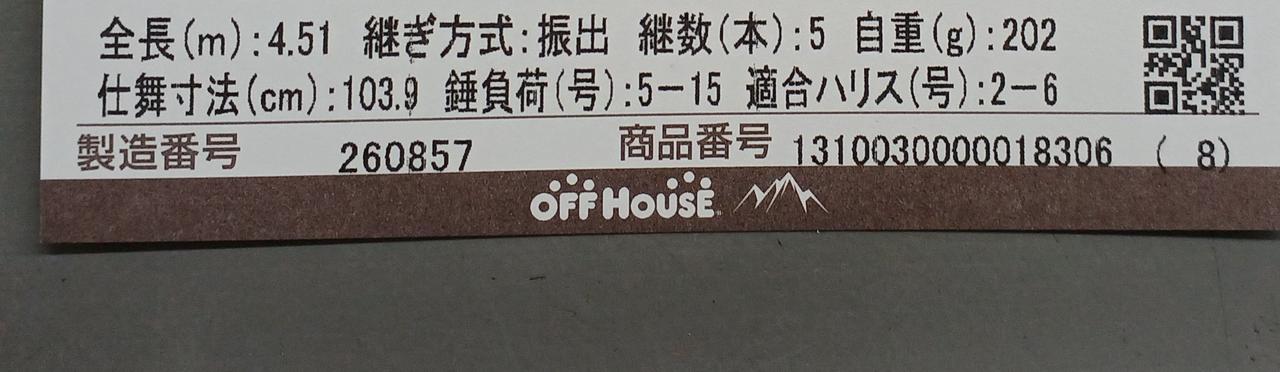 全長(m):4.51 継ぎ方式:振出 継数(本):5 自重(g):202
仕舞寸法(cm):103.9 錘負荷(号):5-15 適合ハリス(号):2-6
製造番号 260857 商品番号 1310030000018306 ( 8)
OFF HOUSE